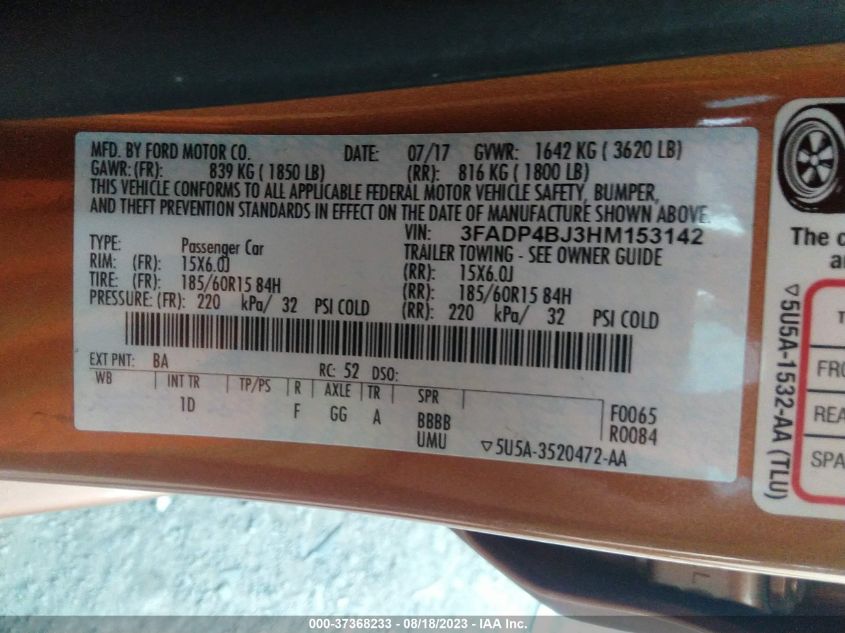 MFD. BY FORD MOTOR CO. DATE: 07/17 GVWR: 1642 KG ( 3620 LB)
GAWR: (FR): 839 KG ( 1850 LB) (RR): 816 KG ( 1800 LB)
THIS VEHICLE CONFORMS TO ALL APPLICABLE FEDERAL MOTOR VEHICLE SAFETY, BUMPER,
AND THEFT PREVENTION STANDARDS IN EFFECT ON THE DATE OF MANUFACTURE SHOWN ABOVE.
VIN: 3FADP4BJ3HM153142
TYPE: Passenger Car TRAILER TOWING - SEE OWNER GUIDE
RIM: (FR): 15X6.0J (RR): 15X6.0J
TIRE: (FR): 185/60R15 84H (RR): 185/60R15 84H
PRESSURE: (FR): 220 kPa/ 32 PSI COLD (RR): 220 kPa/ 32 PSI COLD
EXT PNT: BA RC: 52 DSO:
WB INT TR TP/PS R AXLE TR SPR
1D F GG A BBBB F0065
UMU R0084
▽5U5A-3520472-AA
The c
a
▽5U5A-1532-AA (TLU)
T
FRO
REA
SPA
L
000-37368233 - 08/18/2023 - IAA Inc.